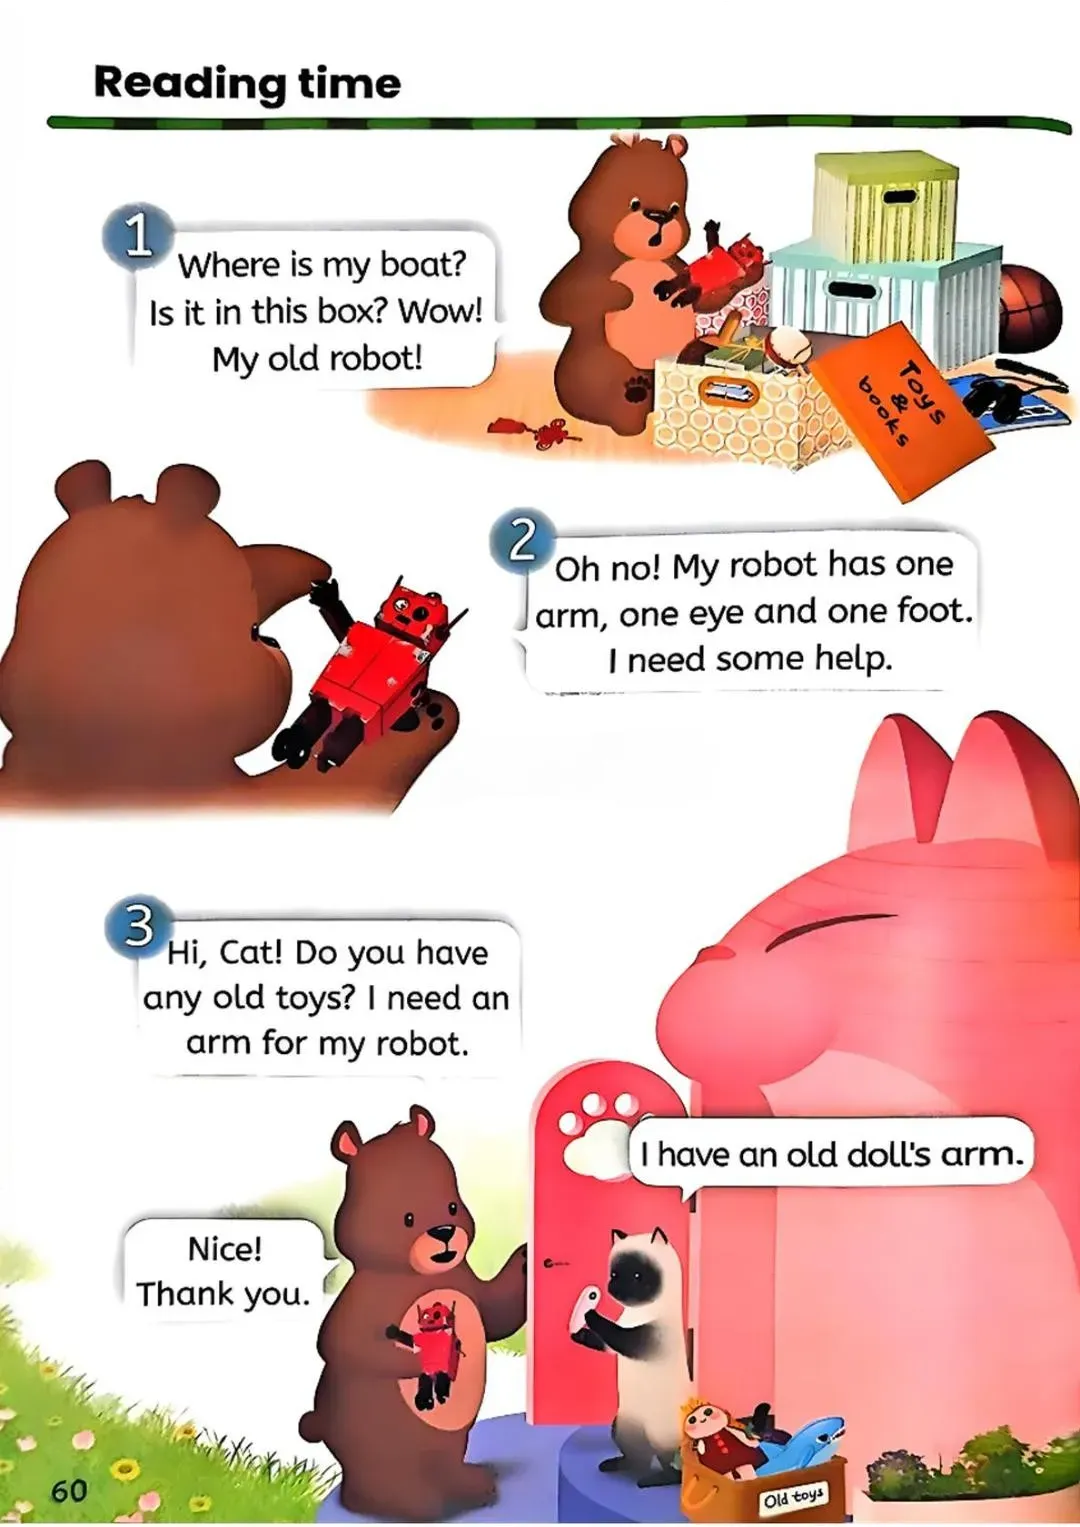 Reading time
1
Where is my boat?
Is it in this box? Wow!
My old robot!
Toys
&
books
2
Oh no! My robot has one
arm, one eye and one foot.
I need some help.
3
Hi, Cat! Do you have
any old toys? I need an
arm for my robot.
I have an old doll's arm.
Nice!
Thank you.
Old toys
60